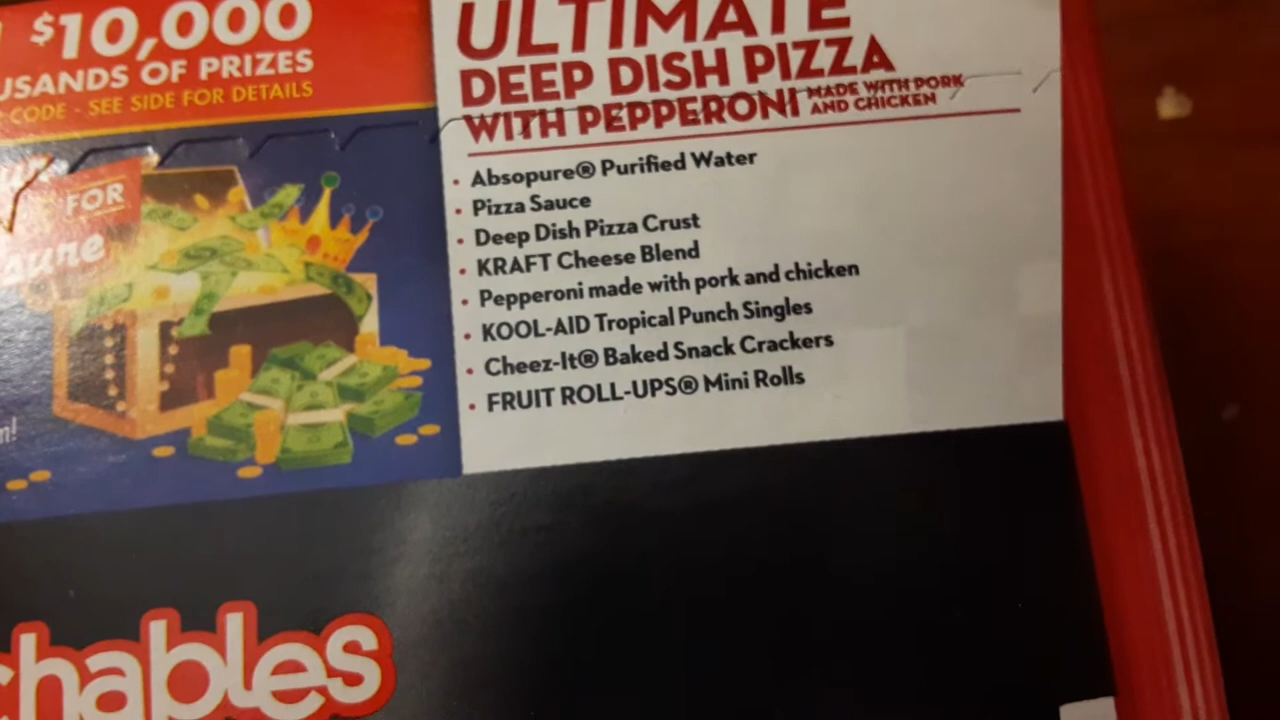 $10,000
USANDS OF PRIZES
CODE - SEE SIDE FOR DETAILS
FOR
ULTIMATE
DEEP DISH PIZZA
WITH PEPPERONI MADE WITH PORK
AND CHICKEN
• Absopure® Purified Water
• Pizza Sauce
• Deep Dish Pizza Crust
• KRAFT Cheese Blend
• Pepperoni made with pork and chicken
• KOOL-AID Tropical Punch Singles
• Cheez-It® Baked Snack Crackers
• FRUIT ROLL-UPS® Mini Rolls
chables